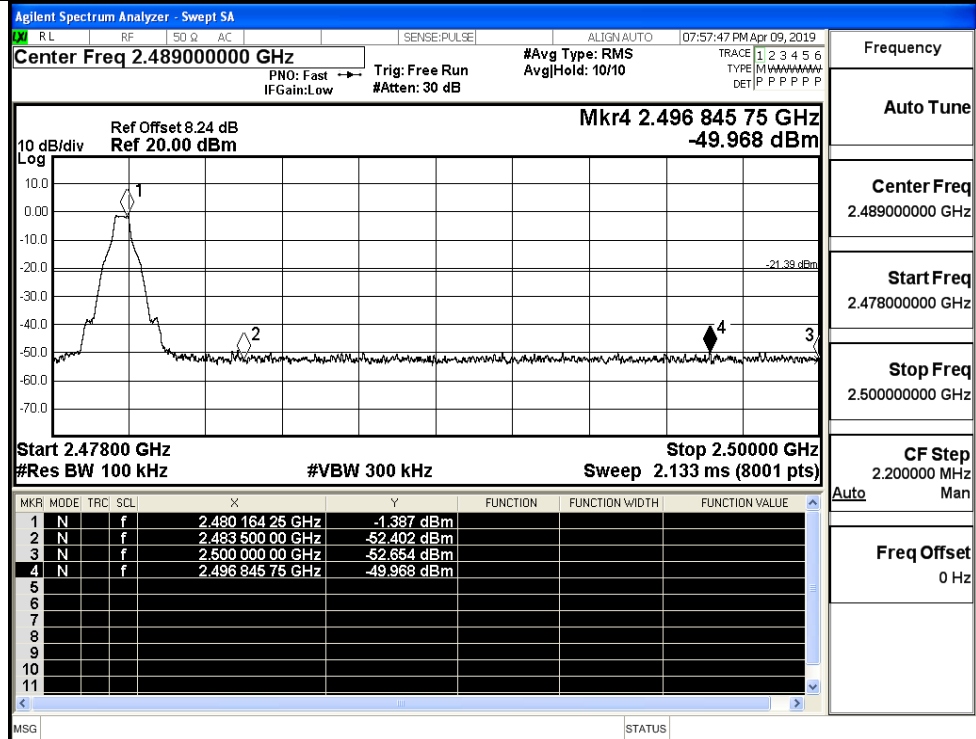 Agilent Spectrum Analyzer - Swept SA
LXI RL RF 50 Ω AC SENSE:PULSE ALIGN AUTO 07:57:47 PM Apr 09, 2019
Center Freq 2.489000000 GHz
PNO: Fast
IFGain:Low
Trig: Free Run
#Atten: 30 dB
#Avg Type: RMS
Avg|Hold: 10/10
TRACE 1 2 3 4 5 6
TYPE M WWWWW
DET P P P P P P
Mkr4 2.496 845 75 GHz
-49.968 dBm
Ref Offset 8.24 dB
10 dB/div Ref 20.00 dBm
Log
10.0
0.00
-10.0
-20.0
-30.0
-40.0
-50.0
-60.0
-70.0
1
-21.39 dBm
2
4
3
Start 2.47800 GHz Stop 2.50000 GHz
#Res BW 100 kHz #VBW 300 kHz Sweep 2.133 ms (8001 pts)
MKR MODE TRC SCL X Y FUNCTION FUNCTION WIDTH FUNCTION VALUE
1 N f 2.480 164 25 GHz -1.387 dBm
2 N f 2.483 500 00 GHz -52.402 dBm
3 N f 2.500 000 00 GHz -52.654 dBm
4 N f 2.496 845 75 GHz -49.968 dBm
5
6
7
8
9
10
11
MSG STATUS
Frequency
Auto Tune
Center Freq
2.489000000 GHz
Start Freq
2.478000000 GHz
Stop Freq
2.500000000 GHz
CF Step
2.200000 MHz
Auto Man
Freq Offset
0 Hz